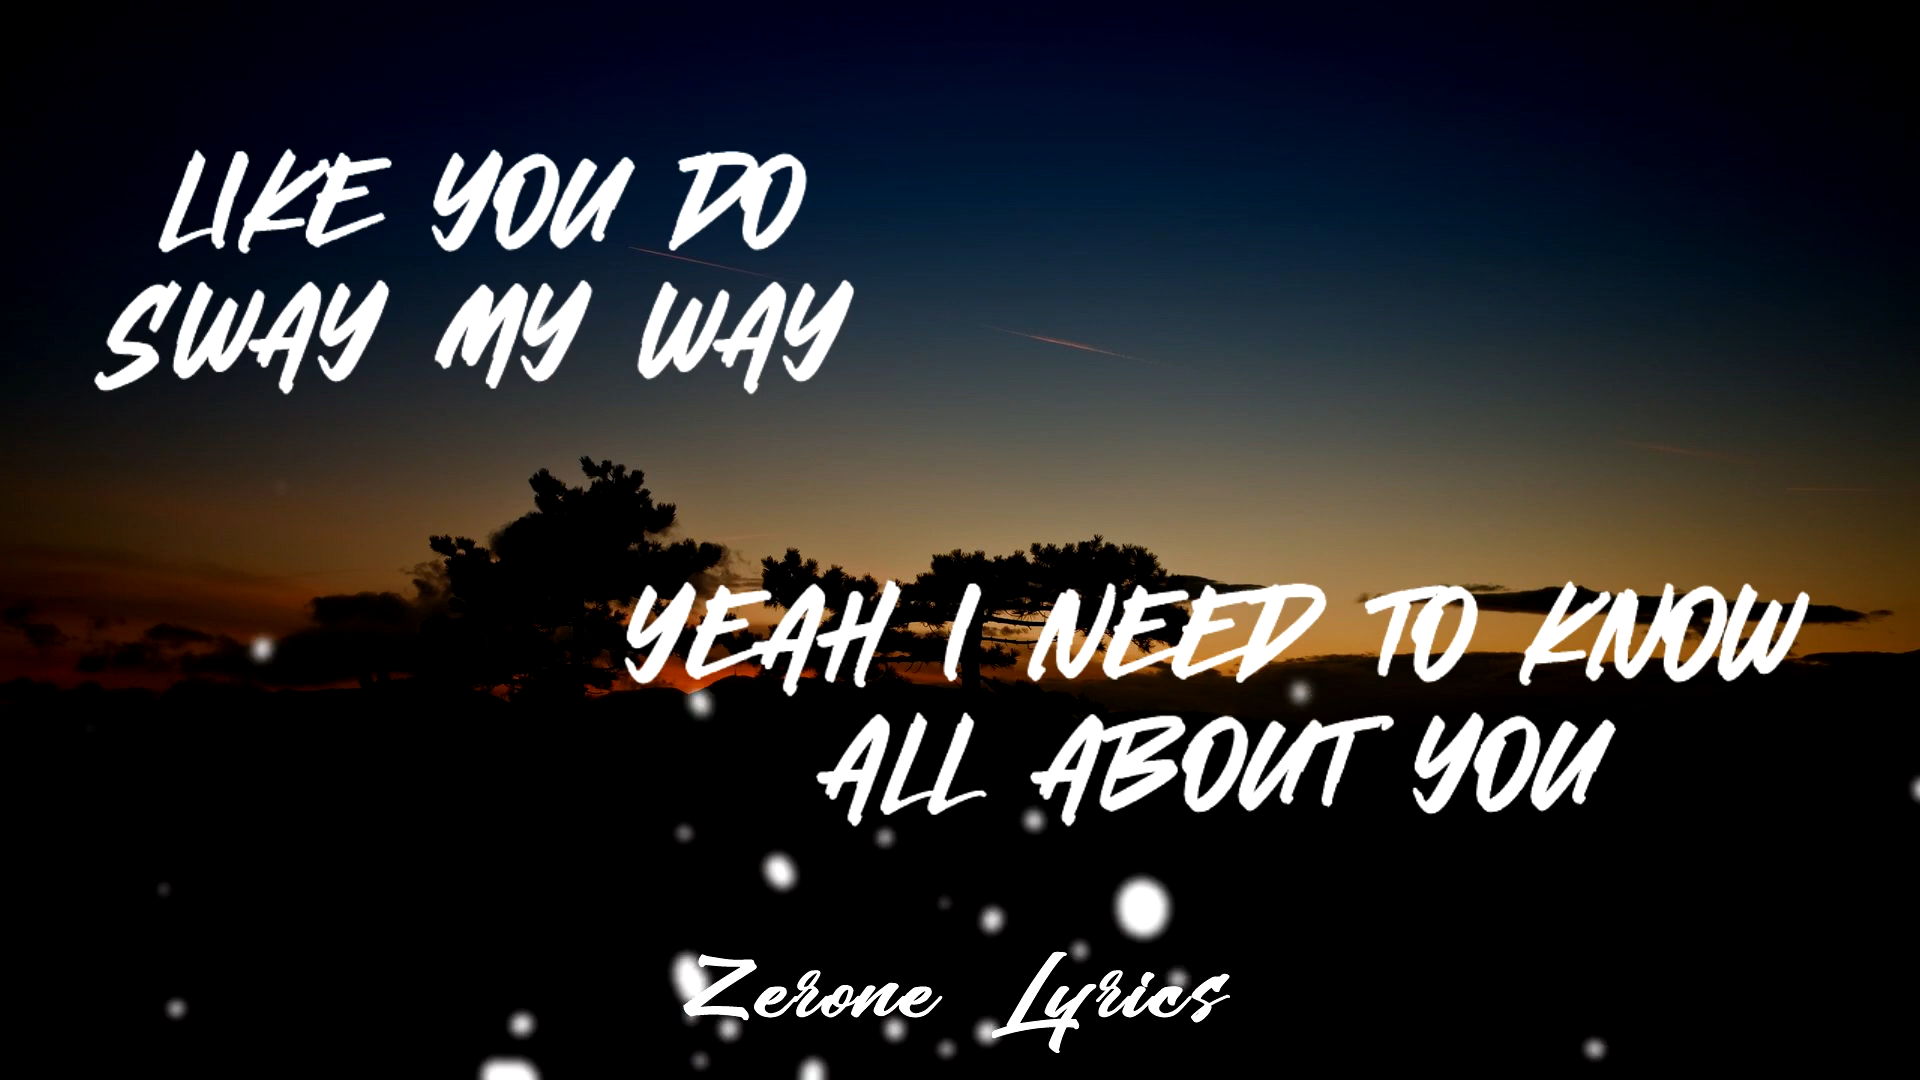 LIKE YOU DO
SWAY MY WAY
YEAH I NEED TO KNOW
ALL ABOUT YOU
Zerone Lyrics